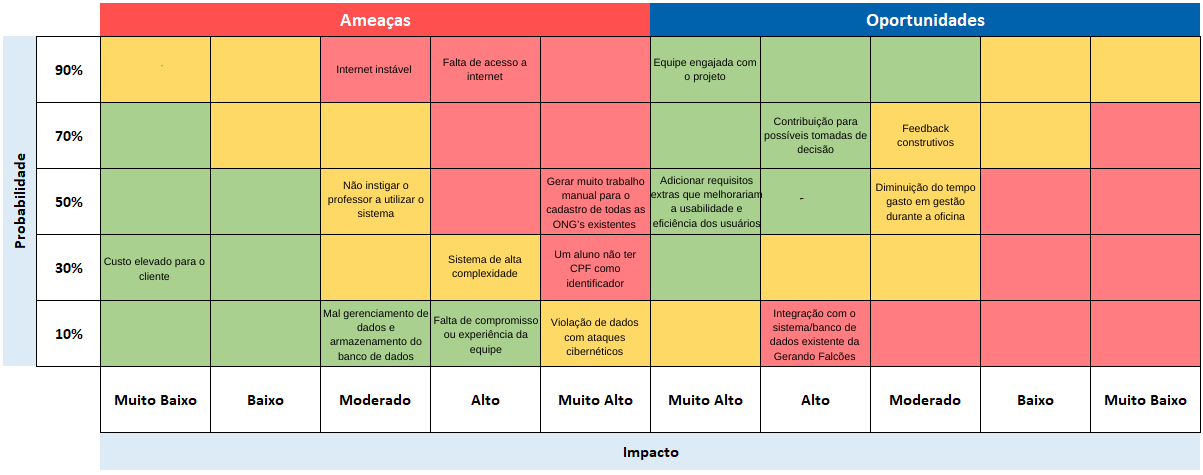 Ameaças
Oportunidades
Probabilidade
90%
-
Internet instável
Falta de acesso a
internet
Equipe engajada com
o projeto
70%
Contribuição para
possíveis tomadas de
decisão
Feedback
construtivos
50%
Não instigar o
professor a utilizar o
sistema
Gerar muito trabalho
manual para o
cadastro de todas as
ONG's existentes
Adicionar requisitos
extras que melhorariam
a usabilidade e
eficiência dos usuários
-
Diminuição do tempo
gasto em gestão
durante a oficina
30%
Custo elevado para o
cliente
Sistema de alta
complexidade
Um aluno não ter
CPF como
identificador
10%
Mal gerenciamento de
dados e
armazenamento do
banco de dados
Falta de compromisso
ou experiência da
equipe
Violação de dados
com ataques
cibernéticos
Integração com o
sistema/banco de
dados existente da
Gerando Falcões
Muito Baixo
Baixo
Moderado
Alto
Muito Alto
Muito Alto
Alto
Moderado
Baixo
Muito Baixo
Impacto